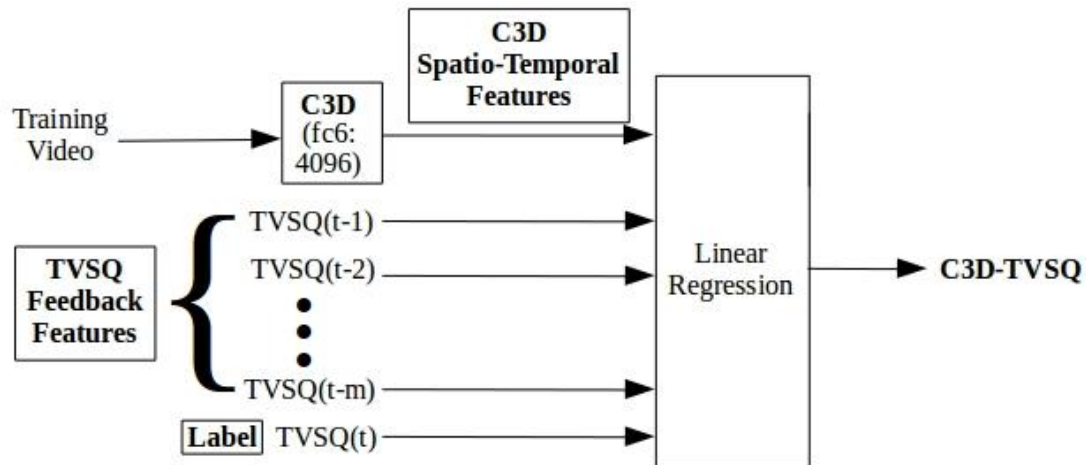 C3D
Spatio-Temporal
Features
Training
Video
C3D
(fc6:
4096)
TVSQ
Feedback
Features
TVSQ(t-1)
TVSQ(t-2)
TVSQ(t-m)
Label TVSQ(t)
Linear
Regression
C3D-TVSQ